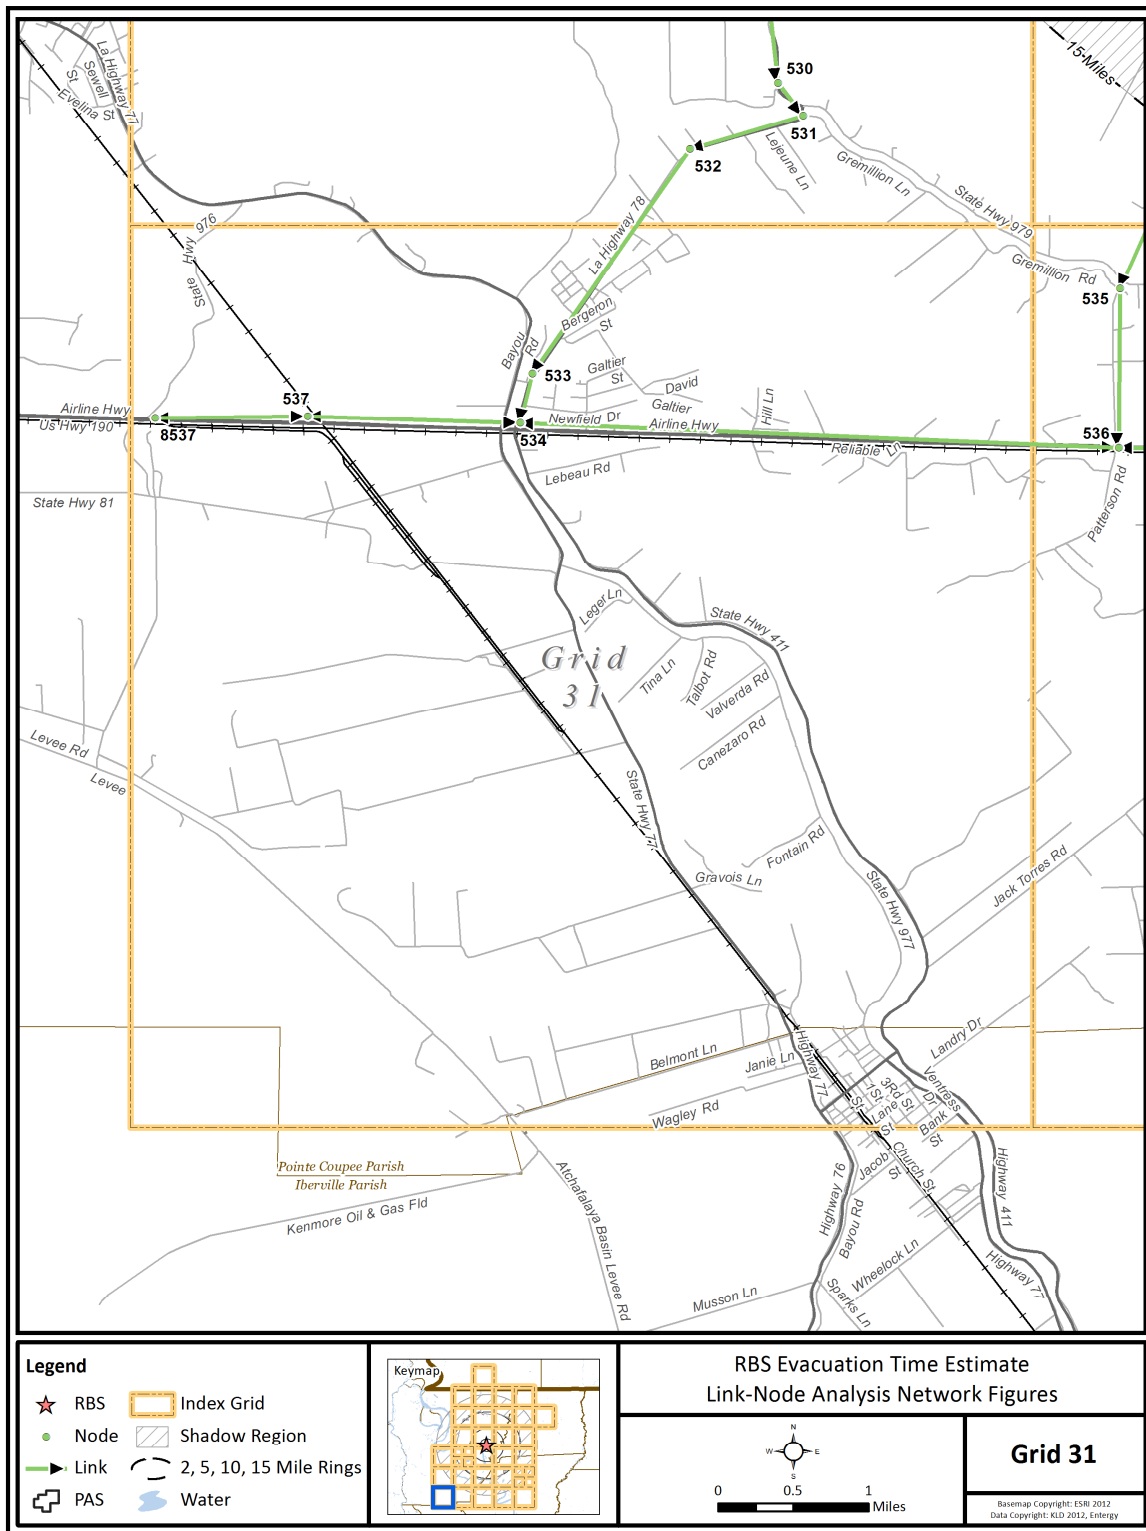 15-Miles
La Highway 77
Sewell St
Evelina St
530
531
532
Lejeune Ln
Gremillion Ln
State Hwy 979
Gremillion Rd
La Highway 78
State Hwy 976
535
Bergeron St
Bayou Rd
533
Galtier St
David
Galtier
Hill Ln
537
Airline Hwy
Us Hwy 190
8537
534
Newfield Dr
Airline Hwy
Reliable Ln
536
Lebeau Rd
Patterson Rd
State Hwy 81
Leger Ln
State Hwy 411
Grid
31
Tina Ln
Talbot Rd
Valverda Rd
Canezaro Rd
Levee Rd
Levee
State Hwy 77
Fontain Rd
Gravois Ln
State Hwy 977
Jack Torres Rd
Landry Dr
Belmont Ln
Janie Ln
Highway 77
Wagley Rd
1St St
3Rd St
Lane St
Ventress Dr
Bank St
Jacob St
Church St
Pointe Coupee Parish
Iberville Parish
Kenmore Oil & Gas Fld
Atchafalaya Basin Levee Rd
Highway 76
Bayou Rd
Highway 411
Highway 77
Wheelock Ln
Sparks Ln
Musson Ln
Legend
RBS
Index Grid
Node
Shadow Region
Link
2, 5, 10, 15 Mile Rings
PAS
Water
Keymap
RBS Evacuation Time Estimate
Link-Node Analysis Network Figures
N
W E
S
0 0.5 1
Miles
Grid 31
Basemap Copyright: ESRI 2012
Data Copyright: KLD 2012, Entergy